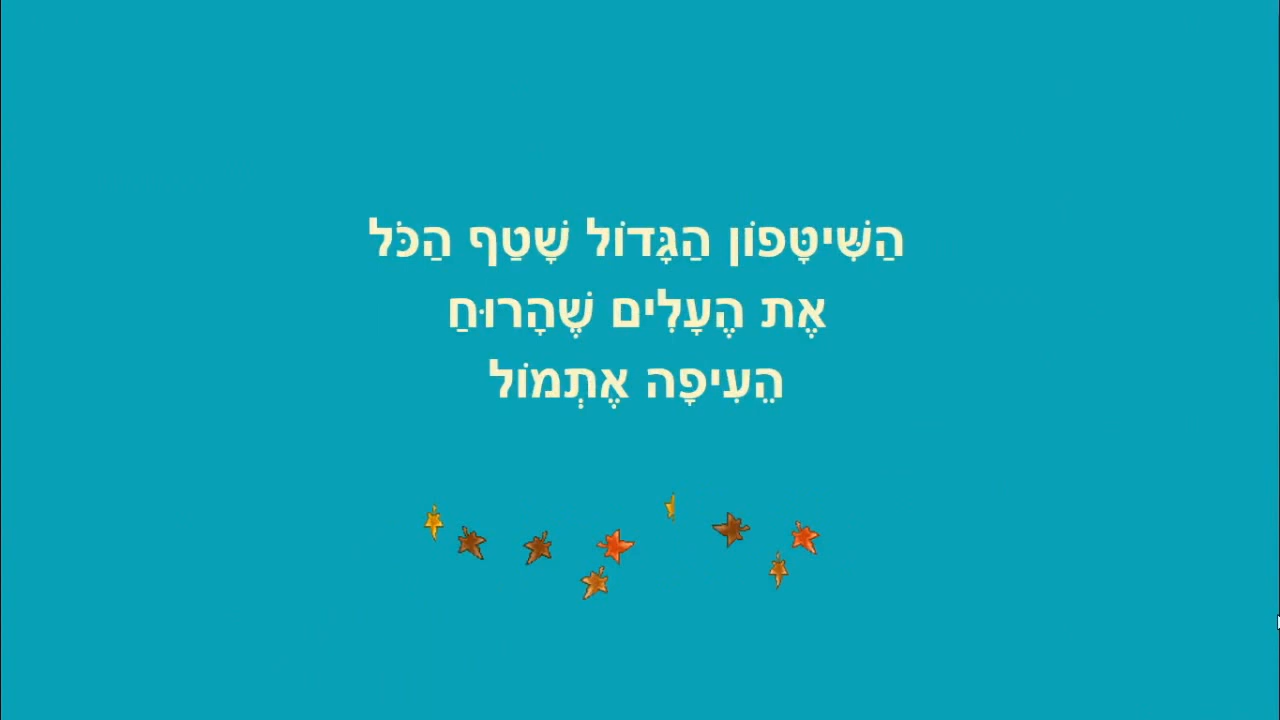 הַשִּׁיטָּפוֹן הַגָּדוֹל שָׁטַף הַכֹּל
אֶת הֶעָלִים שֶׁהָרוּחַ
הֵעִיפָה אֶתְמוֹל